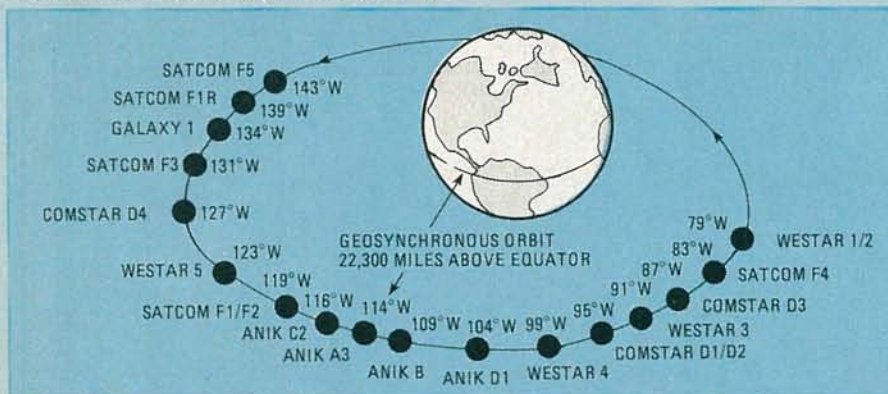 SATCOM F5
143°W
SATCOM F1R
139°W
GALAXY 1
134°W
SATCOM F3
131°W
COMSTAR D4
127°W
WESTAR 5
123°W
SATCOM F1/F2
119°W
ANIK C2
116°W
ANIK A3
114°W
ANIK B
109°W
ANIK D1
104°W
WESTAR 4
99°W
COMSTAR D1/D2
95°W
WESTAR 3
91°W
COMSTAR D3
87°W
SATCOM F4
83°W
WESTAR 1/2
79°W
GEOSYNCHRONOUS ORBIT
22,300 MILES ABOVE EQUATOR